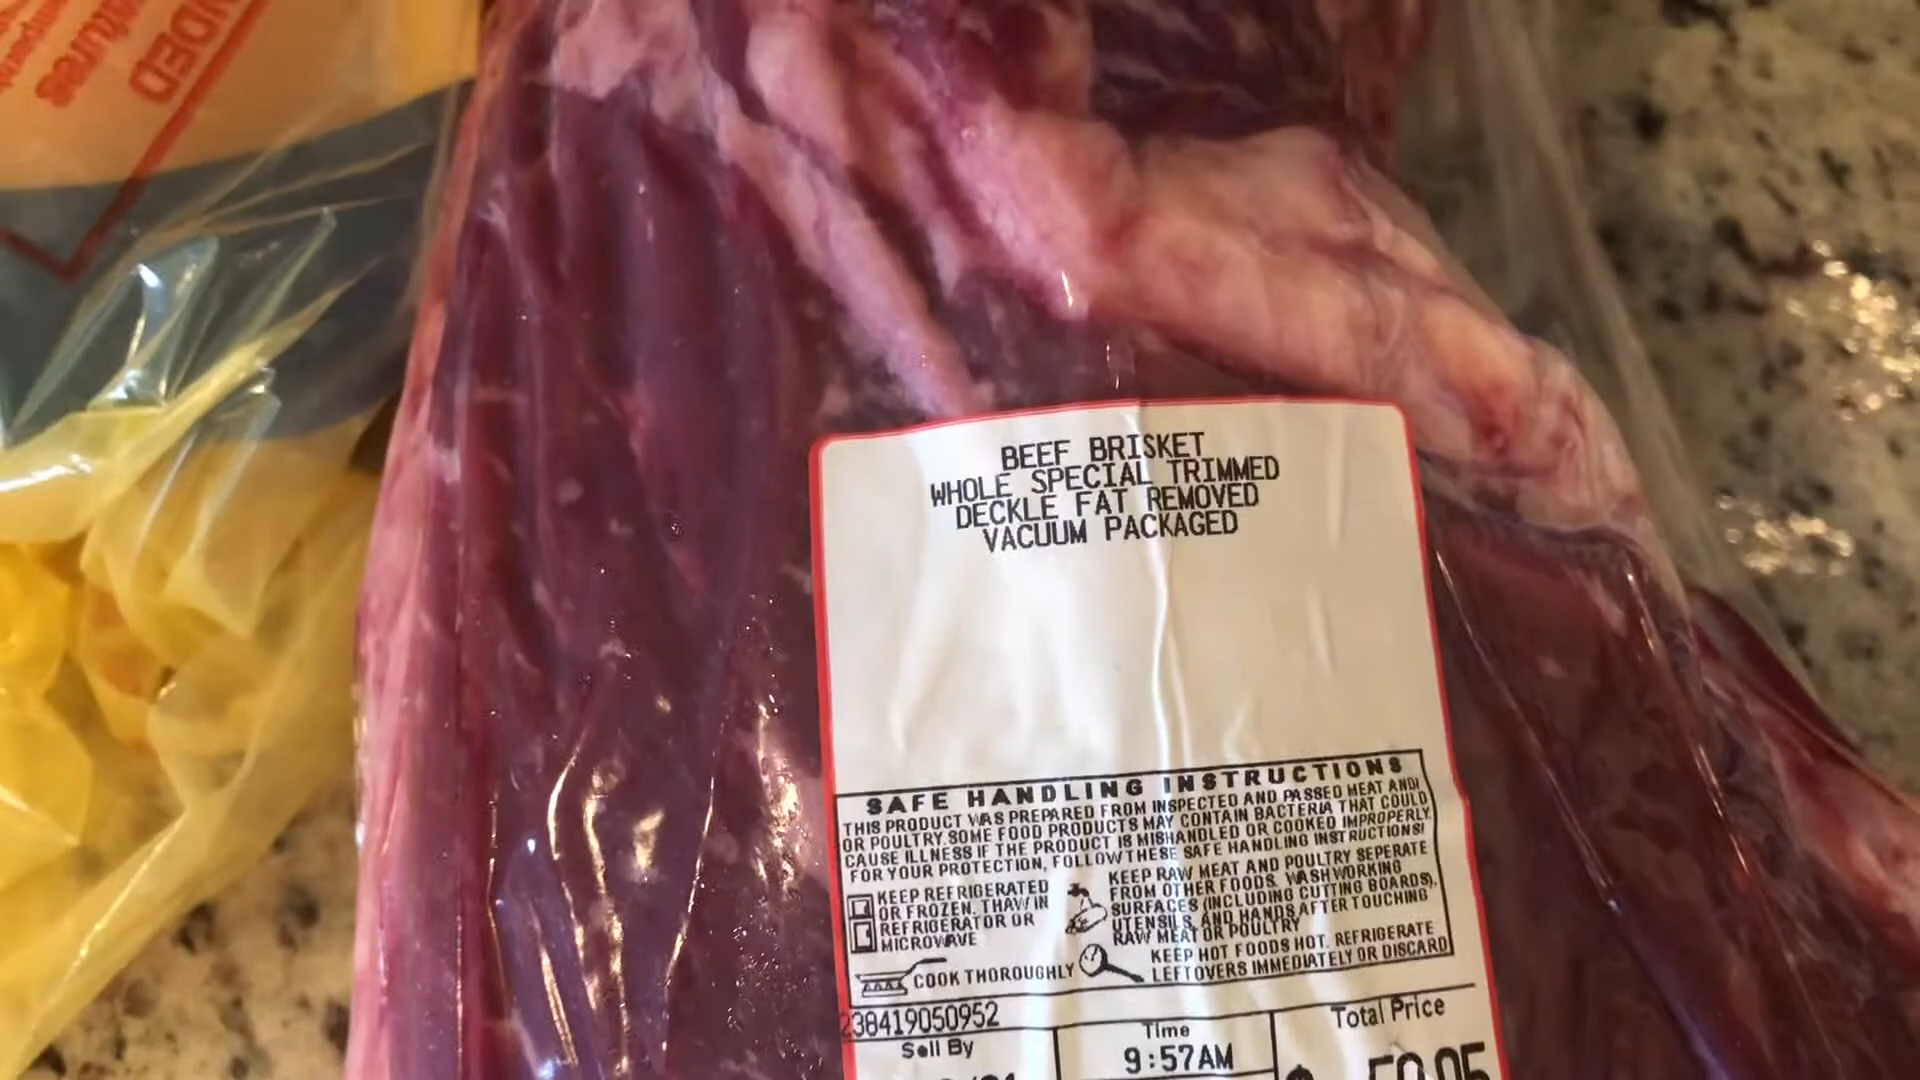 NDED
BEEF BRISKET
WHOLE SPECIAL TRIMMED
DECKLE FAT REMOVED
VACUUM PACKAGED
SAFE HANDLING INSTRUCTIONS
THIS PRODUCT WAS PREPARED FROM INSPECTED AND PASSED MEAT AND/
OR POULTRY. SOME FOOD PRODUCTS MAY CONTAIN BACTERIA THAT COULD
CAUSE ILLNESS IF THE PRODUCT IS MISHANDLED OR COOKED IMPROPERLY.
FOR YOUR PROTECTION, FOLLOW THESE SAFE HANDLING INSTRUCTIONS!
KEEP REFRIGERATED
OR FROZEN. THAW IN
REFRIGERATOR OR
MICROWAVE
KEEP RAW MEAT AND POULTRY SEPERATE
FROM OTHER FOODS. WASH WORKING
SURFACES (INCLUDING CUTTING BOARDS),
UTENSILS, AND HANDS AFTER TOUCHING
RAW MEAT OR POULTRY
COOK THOROUGHLY
KEEP HOT FOODS HOT. REFRIGERATE
LEFTOVERS IMMEDIATELY OR DISCARD
238419050952
Sell By
Time
9:57AM
Total Price